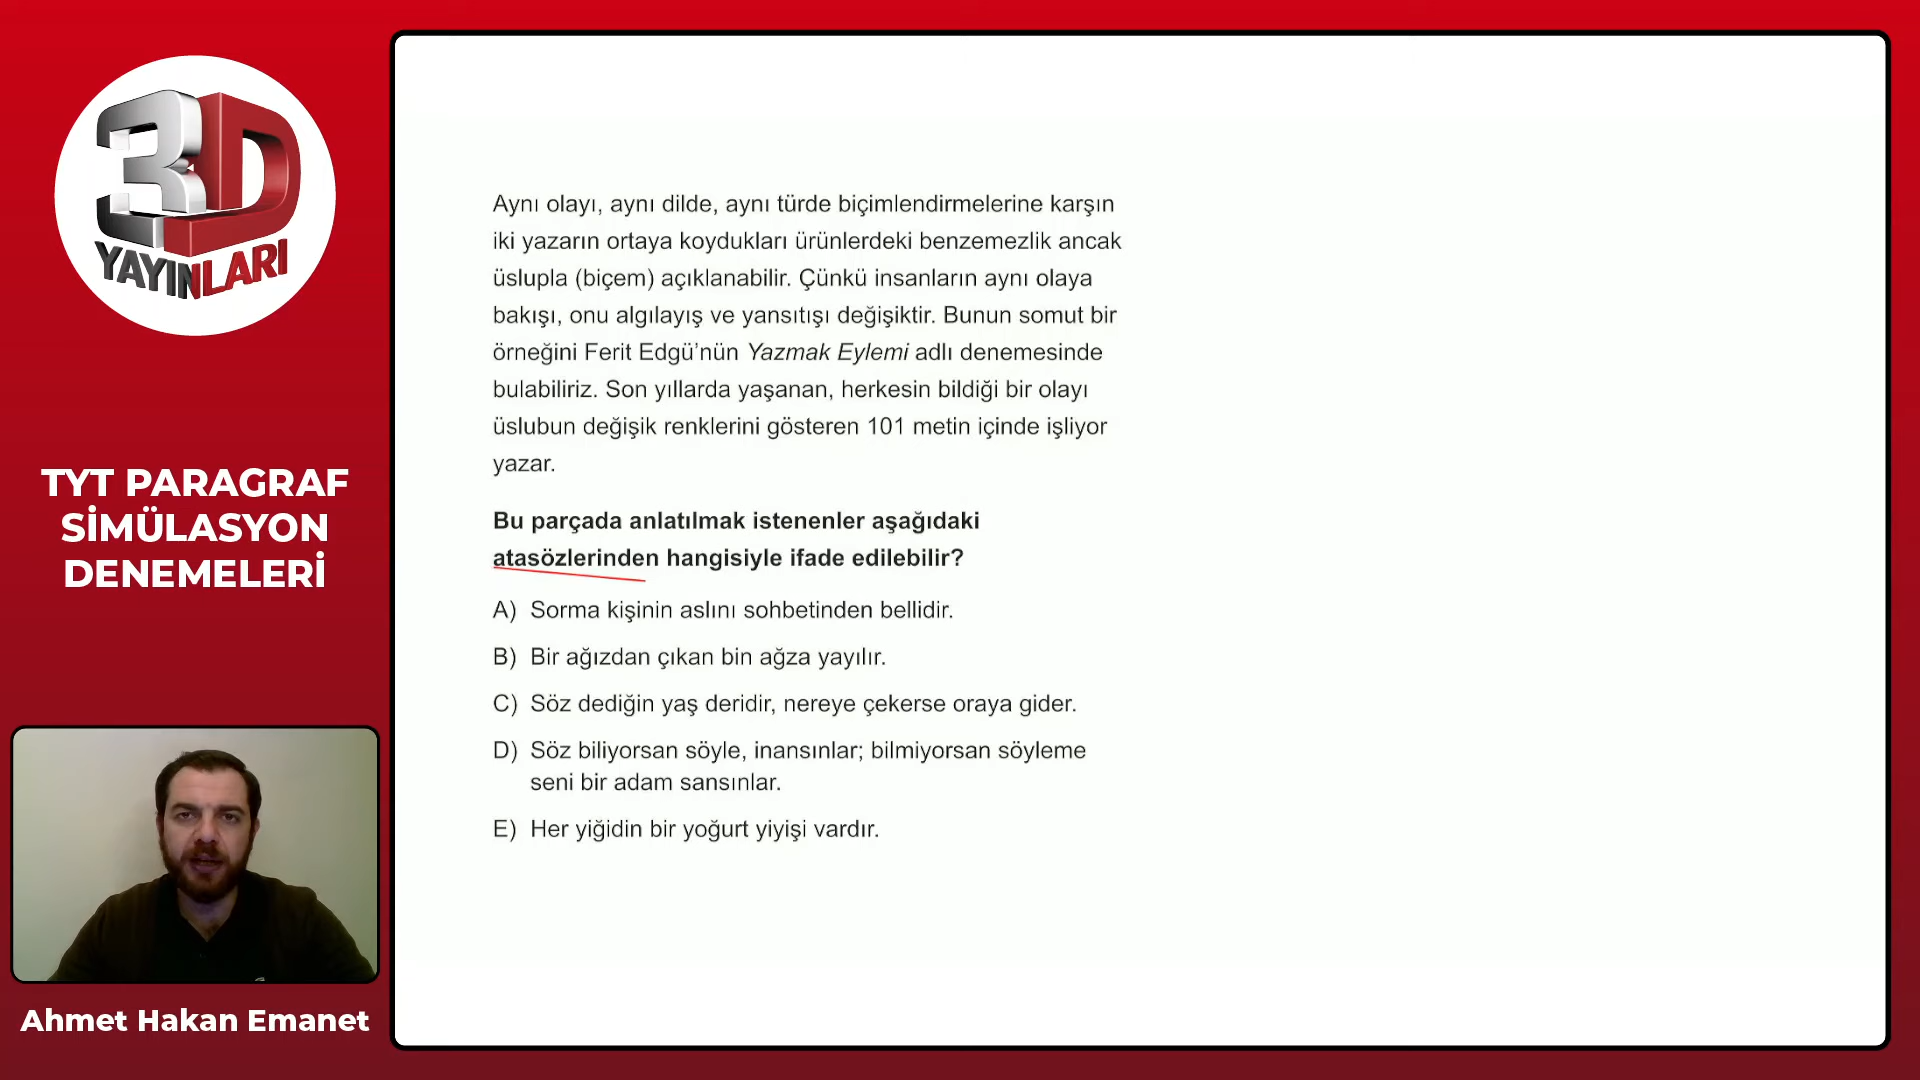 3D
YAYINLARI
TYT PARAGRAF
SİMÜLASYON
DENEMELERİ
Ahmet Hakan Emanet
Aynı olayı, aynı dilde, aynı türde biçimlendirmelerine karşın
iki yazarın ortaya koydukları ürünlerdeki benzemezlik ancak
üslupla (biçem) açıklanabilir. Çünkü insanların aynı olaya
bakışı, onu algılayış ve yansıtışı değişiktir. Bunun somut bir
örneğini Ferit Edgü’nün Yazmak Eylemi adlı denemesinde
bulabiliriz. Son yıllarda yaşanan, herkesin bildiği bir olayı
üslubun değişik renklerini gösteren 101 metin içinde işliyor
yazar.
Bu parçada anlatılmak istenenler aşağıdaki
atasözlerinden hangisiyle ifade edilebilir?
A) Sorma kişinin aslını sohbetinden bellidir.
B) Bir ağızdan çıkan bin ağza yayılır.
C) Söz dediğin yaş deridir, nereye çekerse oraya gider.
D) Söz biliyorsan söyle, inansınlar; bilmiyorsan söyleme
seni bir adam sansınlar.
E) Her yiğidin bir yoğurt yiyişi vardır.